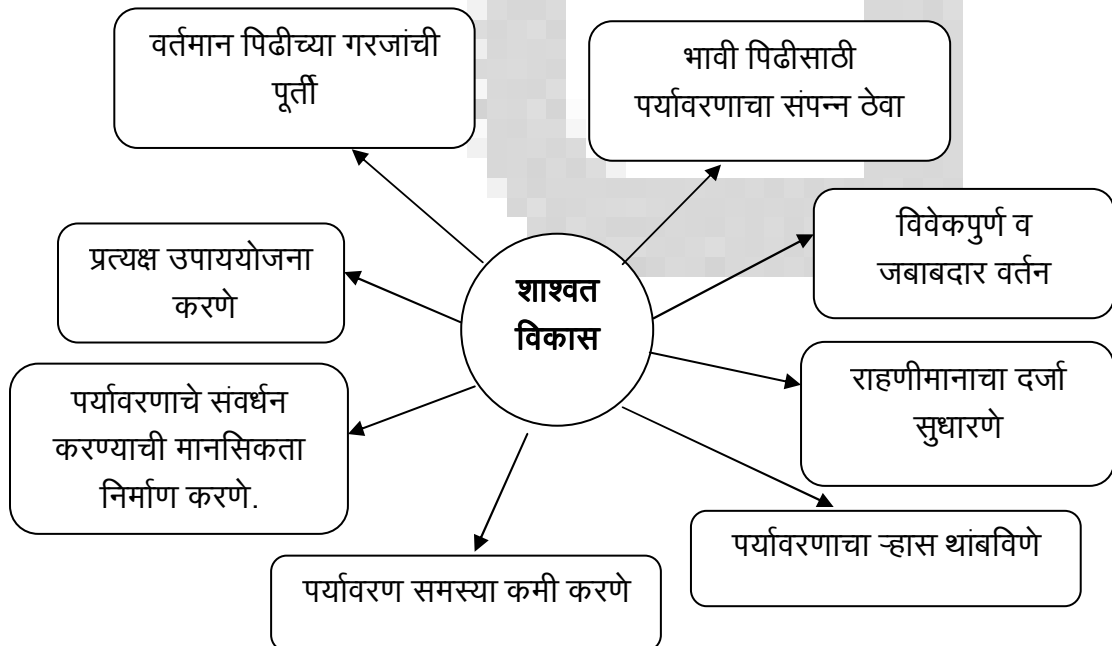 वर्तमान पिढीच्या गरजांची
पूर्ती
भावी पिढीसाठी
पर्यावरणाचा संपन्न ठेवा
विवेकपुर्ण व
जबाबदार वर्तन
प्रत्यक्ष उपाययोजना
करणे
शाश्वत
विकास
राहणीमानाचा दर्जा
सुधारणे
पर्यावरणाचे संवर्धन
करण्याची मानसिकता
निर्माण करणे.
पर्यावरणाचा ऱ्हास थांबविणे
पर्यावरण समस्या कमी करणे